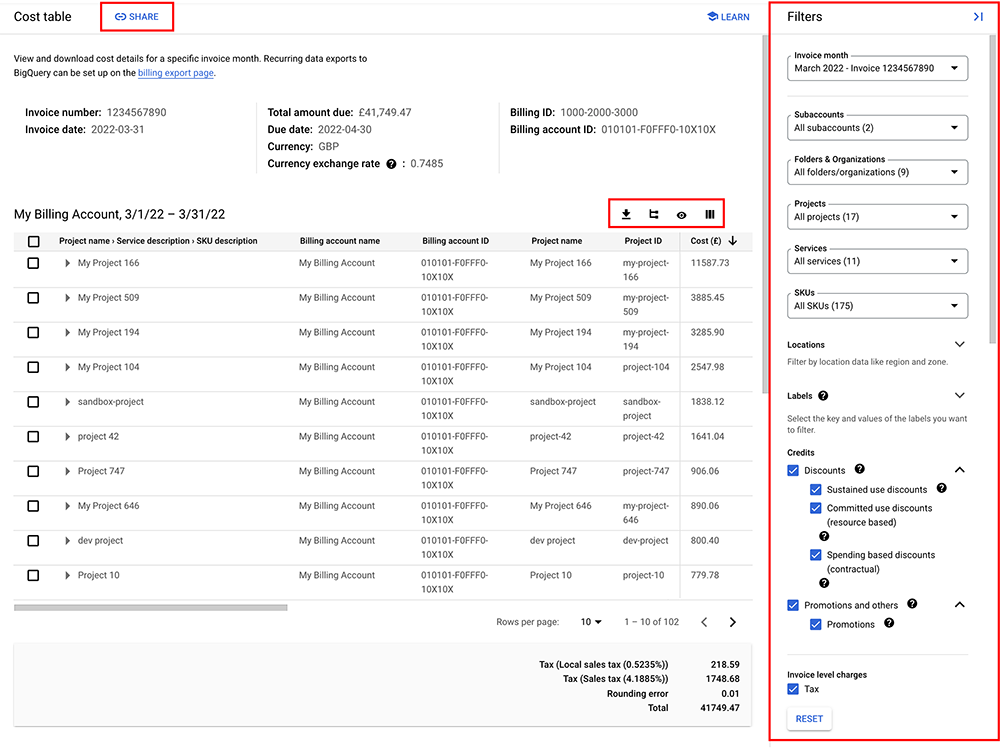 Cost table
SHARE
LEARN
View and download cost details for a specific invoice month. Recurring data exports to
BigQuery can be set up on the billing export page.
Invoice number: 1234567890
Invoice date: 2022-03-31
Total amount due: £41,749.47
Due date: 2022-04-30
Currency: GBP
Currency exchange rate ? : 0.7485
Billing ID: 1000-2000-3000
Billing account ID: 010101-F0FFF0-10X10X
My Billing Account, 3/1/22 – 3/31/22
Project name › Service description › SKU description Billing account name Billing account ID Project name Project ID Cost (£)
My Project 166 My Billing Account 010101-F0FFF0- My Project 166 my-project- 11587.73
10X10X 166
My Project 509 My Billing Account 010101-F0FFF0- My Project 509 my-project- 3885.45
10X10X 509
My Project 194 My Billing Account 010101-F0FFF0- My Project 194 my-project- 3285.90
10X10X 194
My Project 104 My Billing Account 010101-F0FFF0- My Project 104 project-104 2547.98
10X10X
sandbox-project My Billing Account 010101-F0FFF0- sandbox-project sandbox- 1838.12
10X10X project
project 42 My Billing Account 010101-F0FFF0- project-42 project-42 1641.04
10X10X
Project 747 My Billing Account 010101-F0FFF0- Project 747 project-747 906.06
10X10X
My Project 646 My Billing Account 010101-F0FFF0- My Project 646 my-project- 890.06
10X10X 646
dev project My Billing Account 010101-F0FFF0- dev project dev-project 800.40
10X10X
Project 10 My Billing Account 010101-F0FFF0- Project 10 project-10 779.78
10X10X
Rows per page: 10 1 – 10 of 102
Tax (Local sales tax (0.5235%)) 218.59
Tax (Sales tax (4.1885%)) 1748.68
Rounding error 0.01
Total 41749.47
Filters
Invoice month
March 2022 - Invoice 1234567890
Subaccounts
All subaccounts (2)
Folders & Organizations
All folders/organizations (9)
Projects
All projects (17)
Services
All services (11)
SKUs
All SKUs (175)
Locations
Filter by location data like region and zone.
Labels ?
Select the key and values of the labels you want
to filter.
Credits
Discounts ?
Sustained use discounts ?
Committed use discounts
(resource based)
?
Spending based discounts
(contractual)
?
Promotions and others ?
Promotions ?
Invoice level charges
Tax
RESET